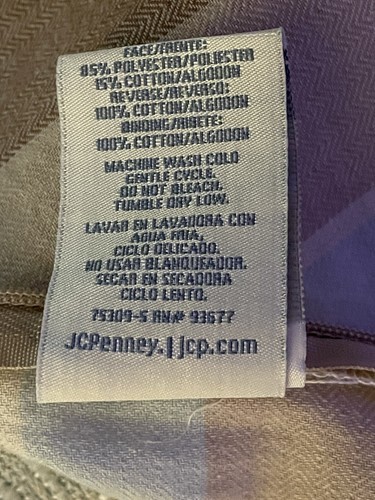 FACE/FRENTE:
85% POLYESTER/POLIESTER
15% COTTON/ALGODON
REVERSE/REVERSO:
100% COTTON/ALGODON
BINDING/RIBETE:
100% COTTON/ALGODON
MACHINE WASH COLD
GENTLE CYCLE.
DO NOT BLEACH.
TUMBLE DRY LOW.
LAVAR EN LAVADORA CON
AGUA FRIA,
CICLO DELICADO.
NO USAR BLANQUEADOR.
SECAR EN SECADORA
CICLO LENTO.
75309-5 RN# 93677
JCPenney.|jcp.com